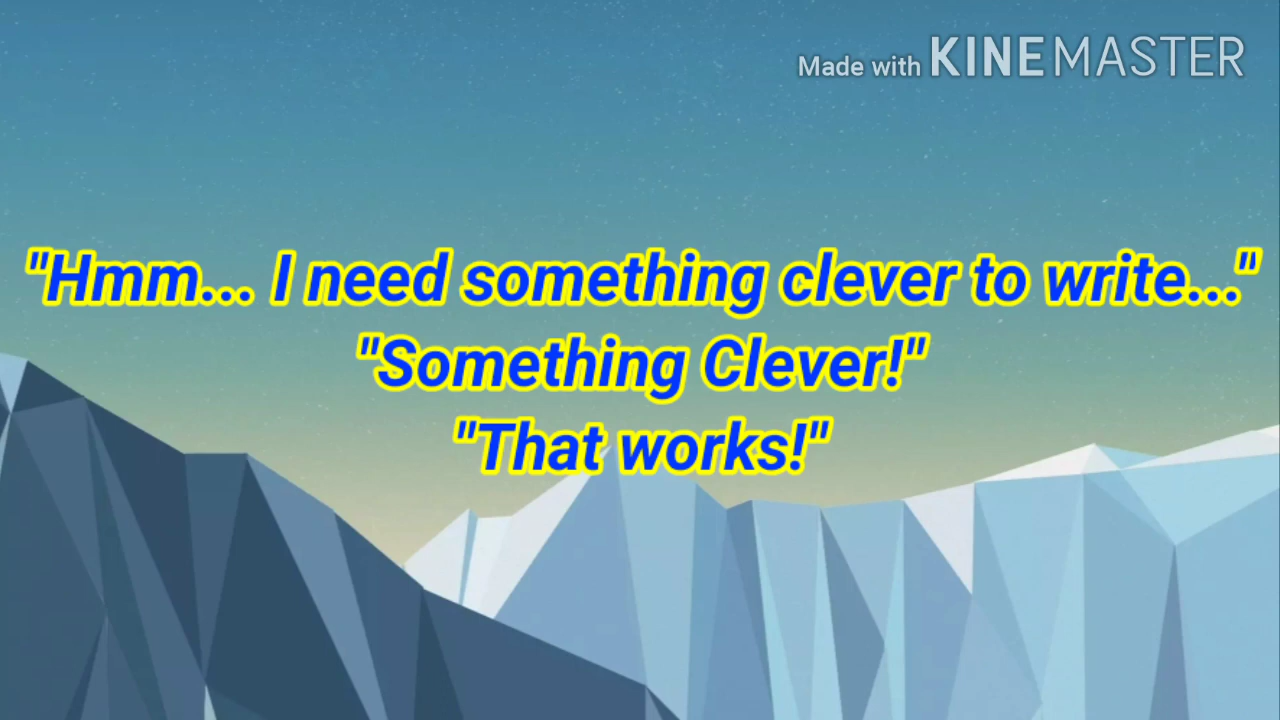 Made with KINEMASTER
"Hmm... I need something clever to write..."
"Something Clever!"
"That works!"